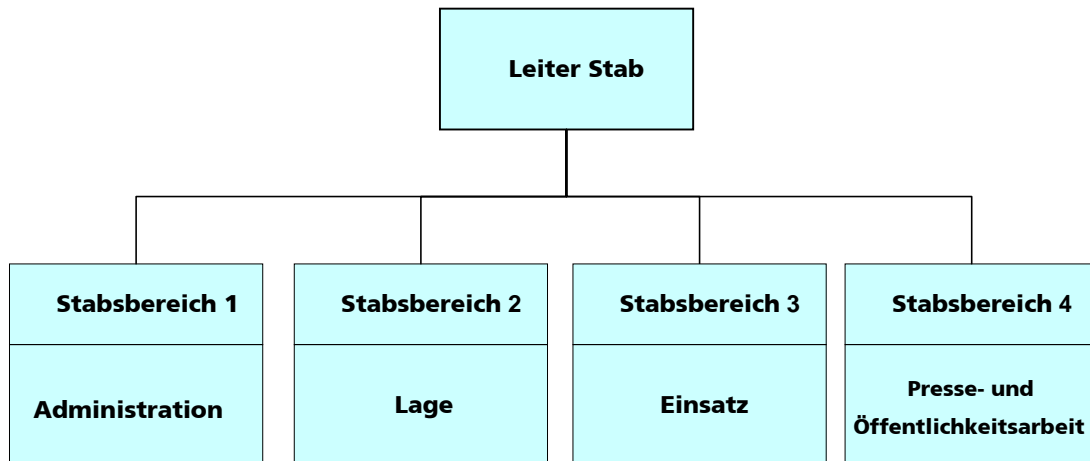 Leiter Stab
Stabsbereich 1
Administration
Stabsbereich 2
Lage
Stabsbereich 3
Einsatz
Stabsbereich 4
Presse- und
Öffentlichkeitsarbeit